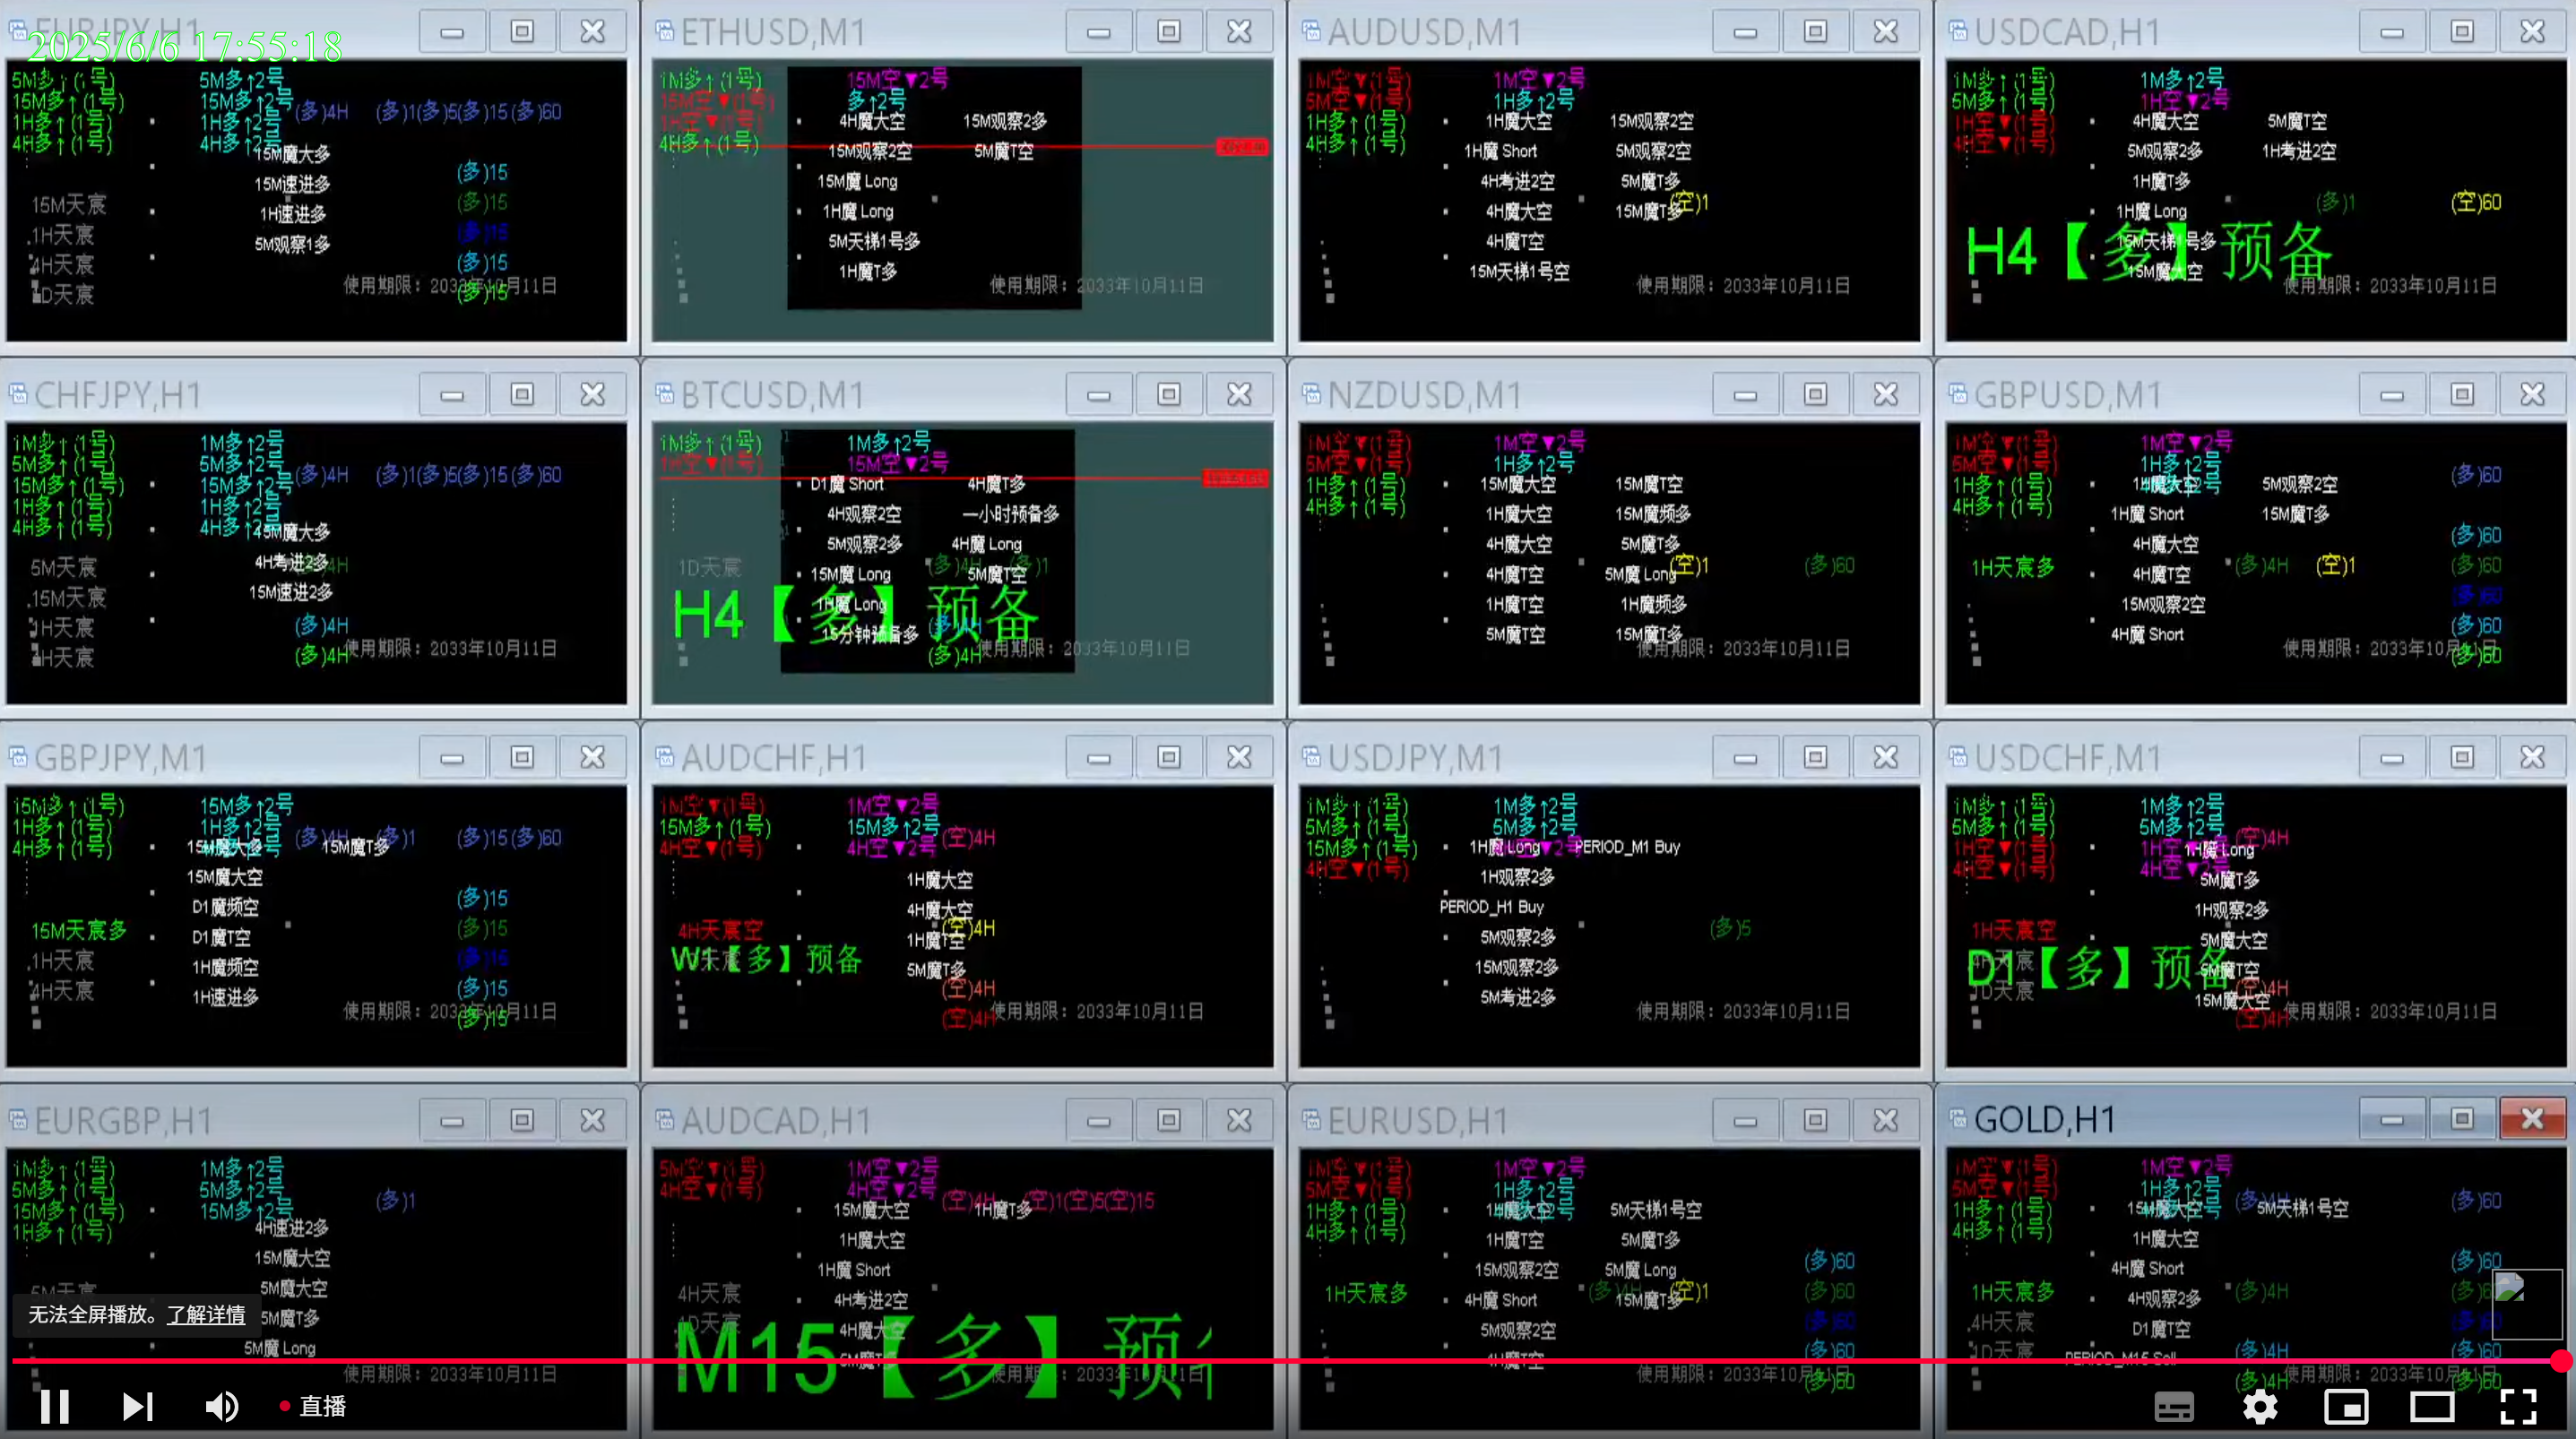 EURJPY,H1
2025/6/6 17:55:18
5M多↑(1号) 5M多↑2号
15M多↑(1号) 15M多↑2号 (多)4H (多)1(多)5(多)15(多)60
1H多↑(1号) 1H多↑2号
4H多↑(1号) 4H多↑2号
15M魔大多
15M速进多 (多)15
15M天宸 1H速进多 (多)15
1H天宸 5M观察1多 (多)15
4H天宸 (多)15
1D天宸 使用期限：2033年10月11日
(多)15
ETHUSD,M1
1M多↑(1号) 15M空▼2号
15M空▼(1号) 多↑2号
1H空▼(1号) 4H魔大空 15M观察2多
4H多↑(1号) 15M观察2空 5M魔T空
15M魔 Long
1H魔 Long
5M天梯1号多
1H魔T多
使用期限：2033年10月11日
AUDUSD,M1
1M空▼(1号) 1M空▼2号
5M空▼(1号) 1H多↑2号
1H多↑(1号) 1H魔大空 15M观察2空
4H多↑(1号) 1H魔 Short 5M观察2空
4H考进2空 5M魔T多
4H魔大空 15M魔T多 (空)1
4H魔T空
15M天梯1号空
使用期限：2033年10月11日
USDCAD,H1
1M多↑(1号) 1M多↑2号
5M多↑(1号) 1H空▼2号
1H空▼(1号) 4H魔大空 5M魔T空
4H空▼(1号) 5M观察2多 1H考进2空
1H魔T多
1H魔 Long (多)1 (空)60
15M天梯1号多
H4【多】预备
15M魔大空
使用期限：2033年10月11日
CHFJPY,H1
1M多↑(1号) 1M多↑2号
5M多↑(1号) 5M多↑2号 (多)4H (多)1(多)5(多)15(多)60
15M多↑(1号) 15M多↑2号
1H多↑(1号) 1H多↑2号
4H多↑(1号) 4H多↑2号
15M魔大多
5M天宸 4H考进2多
15M天宸 15M速进2多
1H天宸 (多)4H
4H天宸 (多)4H 使用期限：2033年10月11日
BTCUSD,M1
1M多↑(1号) 1M多↑2号
1H空▼(1号) 15M空▼2号
D1魔 Short 4H魔T多
4H观察2空 一小时预备多
5M观察2多 4H魔 Long
1D天宸 15M魔 Long (多)4H 5M魔T空 (多)1
1H魔 Long
H4【多】预备
15分钟预备多
(多)4H 使用期限：2033年10月11日
NZDUSD,M1
1M空▼(1号) 1M空▼2号
5M空▼(1号) 1H多↑2号
1H多↑(1号) 15M魔大空 15M魔T空
4H多↑(1号) 1H魔大空 15M魔频多
4H魔大空 5M魔T多
4H魔T空 5M魔 Long (空)1 (多)60
1H魔T空 1H魔频多
5M魔T空 15M魔T多
使用期限：2033年10月11日
GBPUSD,M1
1M空▼(1号) 1M空▼2号
5M空▼(1号) 1H多↑2号 (多)60
1H多↑(1号) 1H魔大空 5M观察2空
4H多↑(1号) 1H魔 Short 15M魔T多
4H魔大空 (多)60
1H天宸多 4H魔T空 (多)4H (空)1 (多)60
15M观察2空 (多)60
4H魔 Short (多)60
使用期限：2033年10月11日
(多)60
GBPJPY,M1
15M多↑(1号) 15M多↑2号
1H多↑(1号) 1H多↑2号 (多)4H (多)1 (多)15(多)60
4H多↑(1号) 15M魔大多 15M魔T多
15M魔大空
D1魔频空 (多)15
15M天宸多 D1魔T空 (多)15
1H天宸 1H魔频空 (多)15
4H天宸 1H速进多 (多)15
使用期限：2033年10月11日
(多)15
AUDCHF,H1
1M空▼(1号) 1M空▼2号
15M多↑(1号) 15M多↑2号 (空)4H
4H空▼(1号) 4H空▼2号
1H魔大空
4H魔大空
4H天宸空 1H魔T空 (空)4H
W1【多】预备
5M魔T多
(空)4H
(空)4H 使用期限：2033年10月11日
USDJPY,M1
1M多↑(1号) 1M多↑2号
5M多↑(1号) 5M多↑2号
15M多↑(1号) 1H魔 Long PERIOD_M1 Buy
4H空▼(1号) 1H观察2多
PERIOD_H1 Buy
5M观察2多 (多)5
15M观察2多
5M考进2多
使用期限：2033年10月11日
USDCHF,M1
1M多↑(1号) 1M多↑2号
5M多↑(1号) 5M多↑2号 (空)4H
1H空▼(1号) 1H空▼2号 1H魔 Long
4H空▼(1号) 4H空▼2号 5M魔T多
1H观察2多
1H天宸空 5M魔大空
4H天宸 5M魔T空
D1【多】预备
1D天宸 (空)4H
15M魔大空
(空)4H 使用期限：2033年10月11日
EURGBP,H1
1M多↑(1号) 1M多↑2号
5M多↑(1号) 5M多↑2号 (多)1
15M多↑(1号) 15M多↑2号
1H多↑(1号) 4H速进2多
15M魔大空
5M天宸 5M魔大空
无法全屏播放。了解详情 5M魔T多
5M魔 Long
使用期限：2033年10月11日
AUDCAD,H1
5M空▼(1号) 1M空▼2号
4H空▼(1号) 4H空▼2号 (空)4H (空)1(空)5(空)15
15M魔大空 1H魔T多
1H魔大空
1H魔 Short
4H天宸 4H考进2空
1D天宸 4H魔大空
M15【多】预
使用期限：2033年10月11日
EURUSD,H1
1M空▼(1号) 1M空▼2号
5M空▼(1号) 1H多↑2号
1H多↑(1号) 1H魔大空 5M天梯1号空
4H多↑(1号) 1H魔T空 5M魔T多
15M观察2空 5M魔 Long (多)60
1H天宸多 4H魔 Short (多)4H 15M魔T多 (空)1 (多)60
5M观察2空 (多)60
4H魔T空 (多)60
使用期限：2033年10月11日
(多)60
GOLD,H1
1M空▼(1号) 1M空▼2号
5M空▼(1号) 1H多↑2号 (多)4H (多)60
1H多↑(1号) 15M魔大空 5M天梯1号空
4H多↑(1号) 1H魔大空
4H魔 Short (多)60
1H天宸多 4H观察2多 (多)4H
4H天宸 D1魔T空
1D天宸 PERIOD_M15 Sell (多)4H (多)60
使用期限：2033年10月11日
(多)4H (多)60
直播